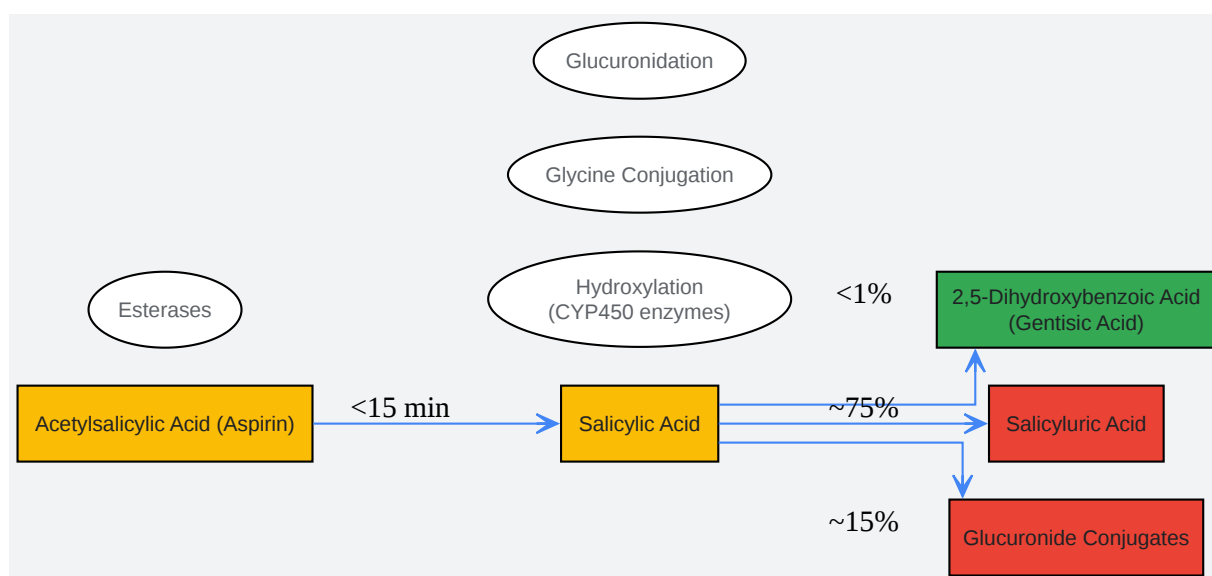 Glucuronidation
Glycine Conjugation
Hydroxylation
(CYP450 enzymes)
<1%
2,5-Dihydroxybenzoic Acid
(Gentisic Acid)
Esterases
Acetylsalicylic Acid (Aspirin)
<15 min
Salicylic Acid
~75%
Salicyluric Acid
~15%
Glucuronide Conjugates